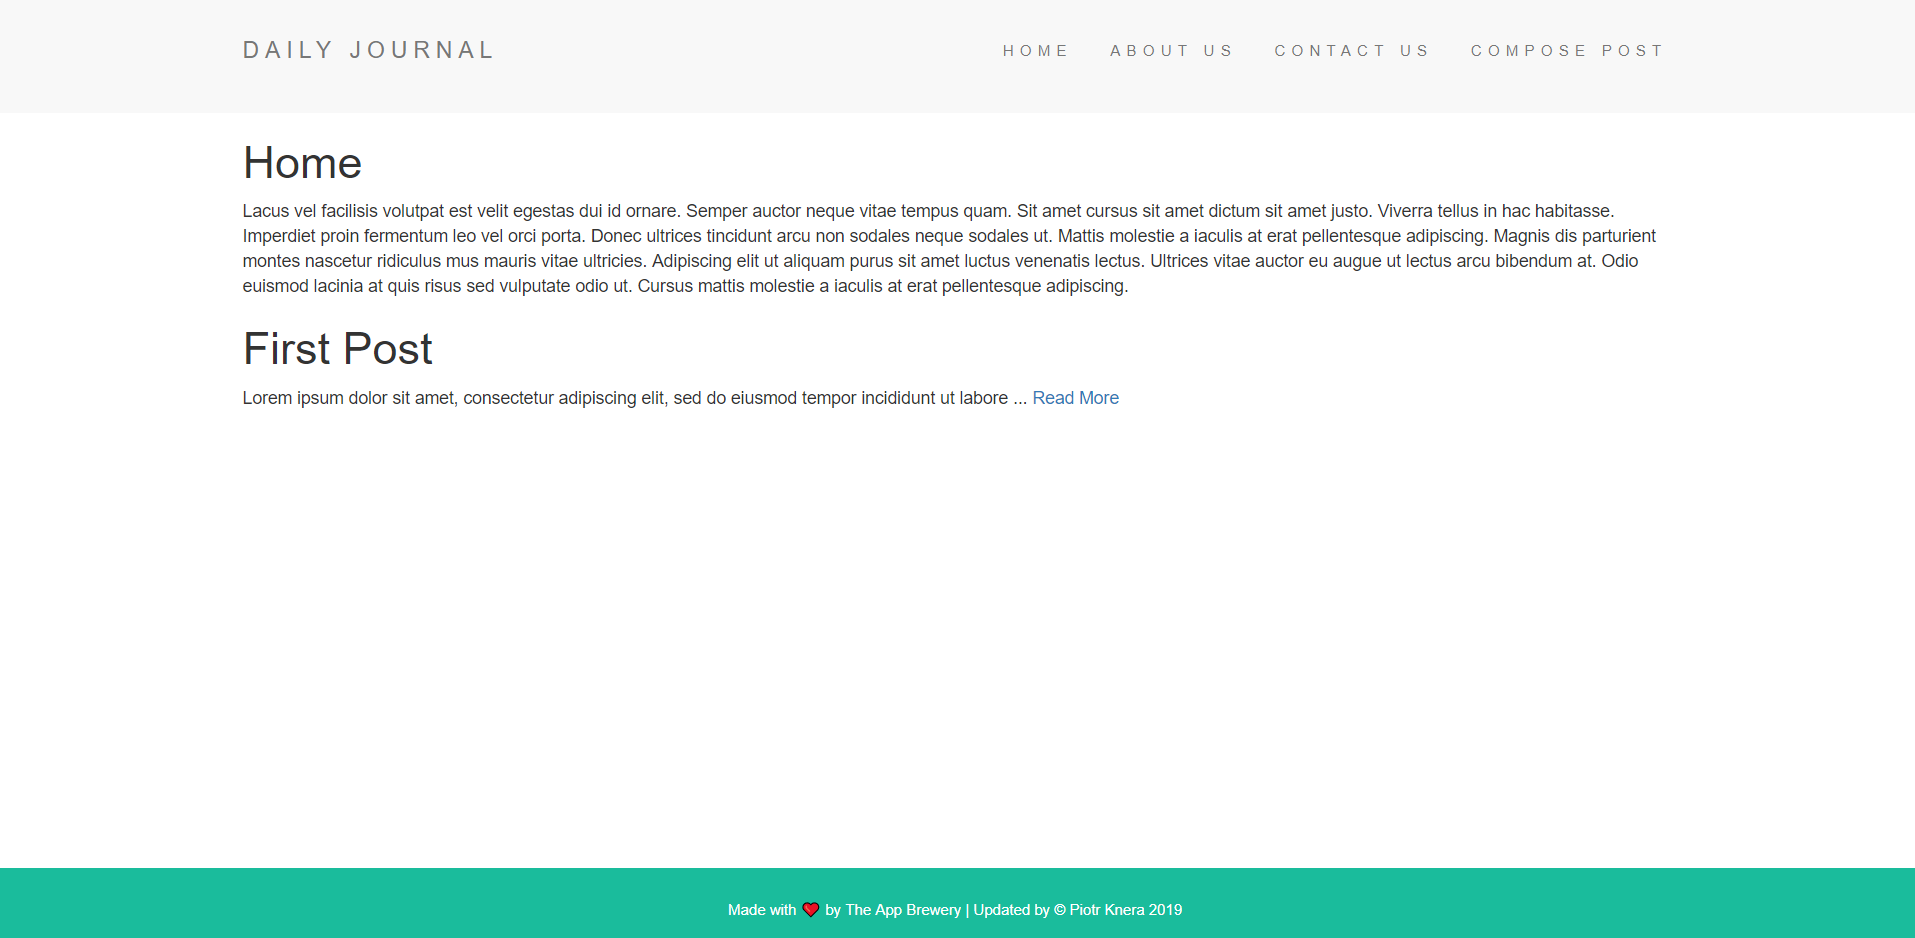 DAILY JOURNAL
HOME ABOUT US CONTACT US COMPOSE POST
Home
Lacus vel facilisis volutpat est velit egestas dui id ornare. Semper auctor neque vitae tempus quam. Sit amet cursus sit amet dictum sit amet justo. Viverra tellus in hac habitasse.
Imperdiet proin fermentum leo vel orci porta. Donec ultrices tincidunt arcu non sodales neque sodales ut. Mattis molestie a iaculis at erat pellentesque adipiscing. Magnis dis parturient
montes nascetur ridiculus mus mauris vitae ultricies. Adipiscing elit ut aliquam purus sit amet luctus venenatis lectus. Ultrices vitae auctor eu augue ut lectus arcu bibendum at. Odio
euismod lacinia at quis risus sed vulputate odio ut. Cursus mattis molestie a iaculis at erat pellentesque adipiscing.
First Post
Lorem ipsum dolor sit amet, consectetur adipiscing elit, sed do eiusmod tempor incididunt ut labore ... Read More
Made with ❤ by The App Brewery | Updated by © Piotr Knera 2019